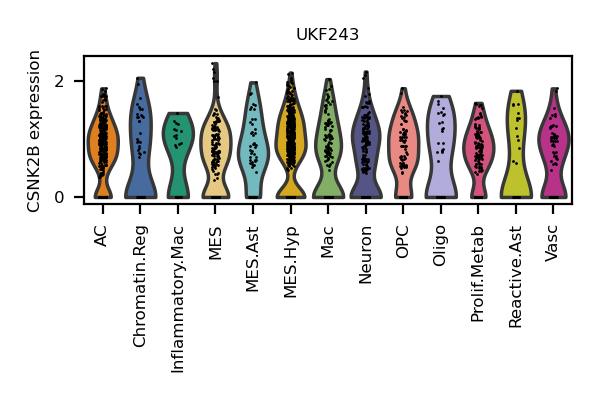 UKF243
CSNK2B expression
2
0
AC
Chromatin.Reg
Inflammatory.Mac
MES
MES.Ast
MES.Hyp
Mac
Neuron
OPC
Oligo
Prolif.Metab
Reactive.Ast
Vasc